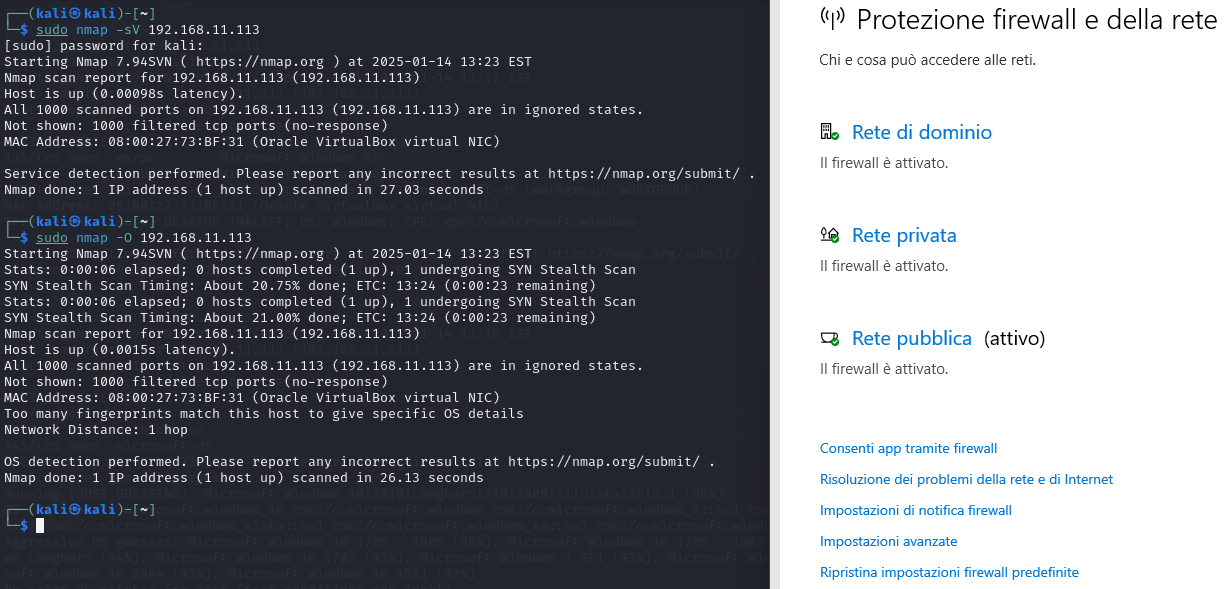 ┌──(kali㉿kali)-[~]
└─$ sudo nmap -sV 192.168.11.113
[sudo] password for kali:
Starting Nmap 7.94SVN ( https://nmap.org ) at 2025-01-14 13:23 EST
Nmap scan report for 192.168.11.113 (192.168.11.113)
Host is up (0.00098s latency).
All 1000 scanned ports on 192.168.11.113 (192.168.11.113) are in ignored states.
Not shown: 1000 filtered tcp ports (no-response)
MAC Address: 08:00:27:73:BF:31 (Oracle VirtualBox virtual NIC)
Service detection performed. Please report any incorrect results at https://nmap.org/submit/ .
Nmap done: 1 IP address (1 host up) scanned in 27.03 seconds
┌──(kali㉿kali)-[~]
└─$ sudo nmap -O 192.168.11.113
Starting Nmap 7.94SVN ( https://nmap.org ) at 2025-01-14 13:23 EST
Stats: 0:00:06 elapsed; 0 hosts completed (1 up), 1 undergoing SYN Stealth Scan
SYN Stealth Scan Timing: About 20.75% done; ETC: 13:24 (0:00:23 remaining)
Stats: 0:00:06 elapsed; 0 hosts completed (1 up), 1 undergoing SYN Stealth Scan
SYN Stealth Scan Timing: About 21.00% done; ETC: 13:24 (0:00:23 remaining)
Nmap scan report for 192.168.11.113 (192.168.11.113)
Host is up (0.0015s latency).
All 1000 scanned ports on 192.168.11.113 (192.168.11.113) are in ignored states.
Not shown: 1000 filtered tcp ports (no-response)
MAC Address: 08:00:27:73:BF:31 (Oracle VirtualBox virtual NIC)
Too many fingerprints match this host to give specific OS details
Network Distance: 1 hop
OS detection performed. Please report any incorrect results at https://nmap.org/submit/ .
Nmap done: 1 IP address (1 host up) scanned in 26.13 seconds
┌──(kali㉿kali)-[~]
└─$
Protezione firewall e della rete
Chi e cosa può accedere alle reti.
Rete di dominio
Il firewall è attivato.
Rete privata
Il firewall è attivato.
Rete pubblica (attivo)
Il firewall è attivato.
Consenti app tramite firewall
Risoluzione dei problemi della rete e di Internet
Impostazioni di notifica firewall
Impostazioni avanzate
Ripristina impostazioni firewall predefinite